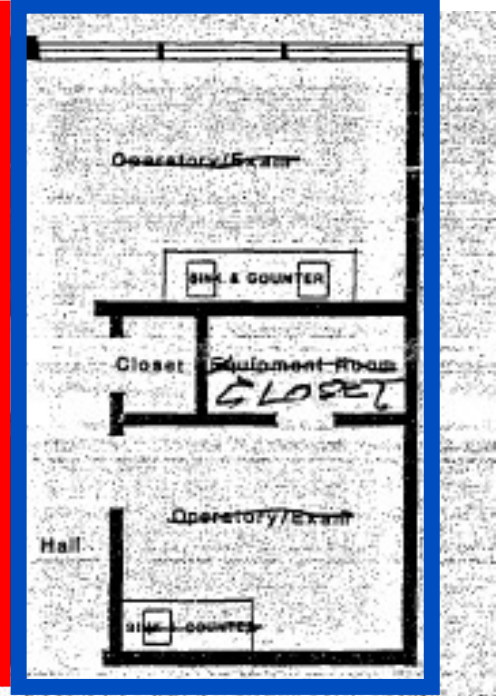 Operatory/Exam
SINK & COUNTER
Closet
Equipment Room
CLOSET
Operatory/Exam
Hall
SINK & COUNTER